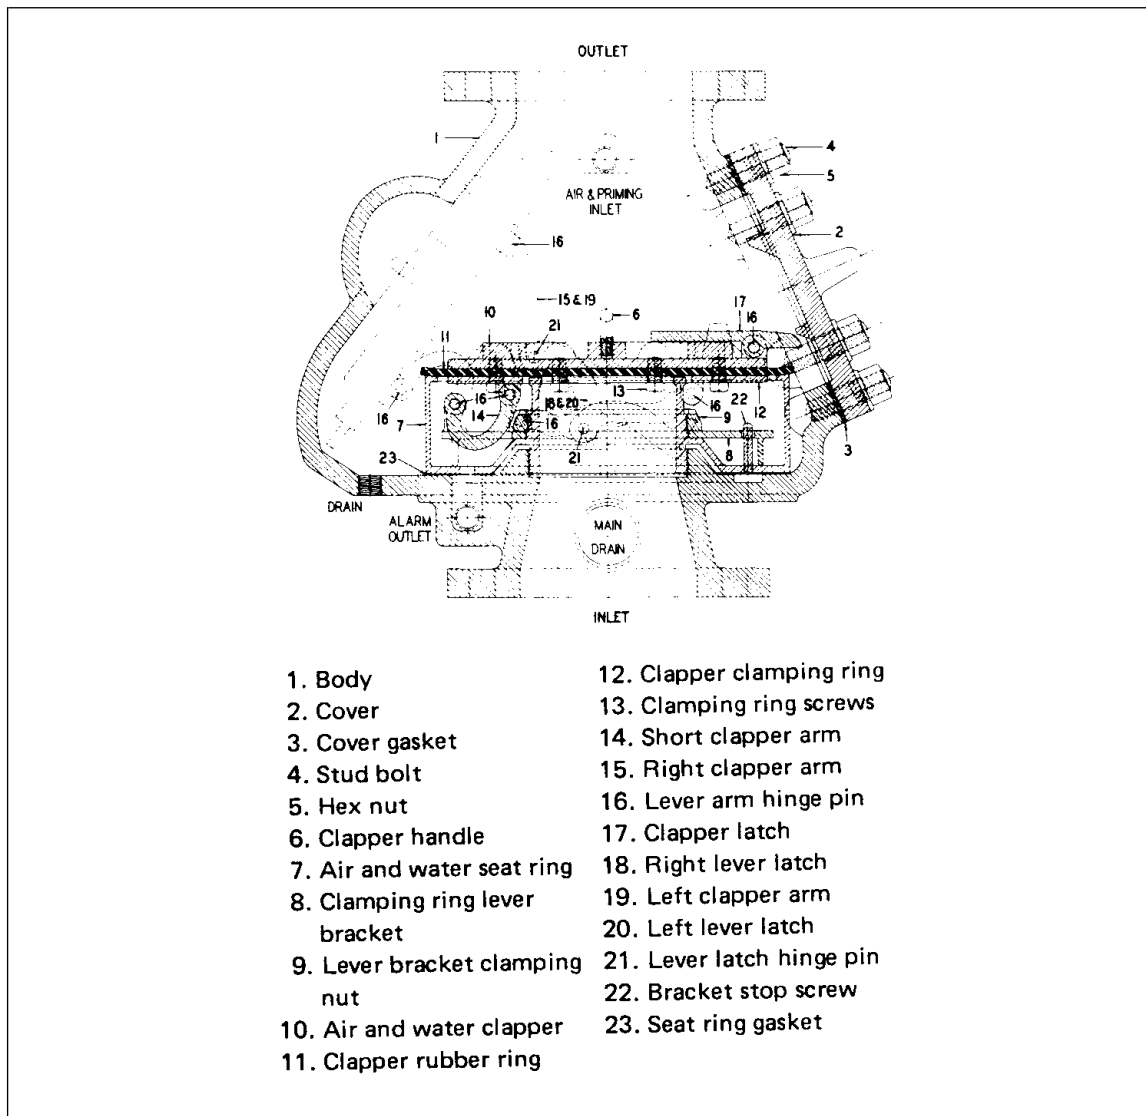 OUTLET
1
4
5
AIR & PRIMING
INLET
2
16
15 & 19
6
17
16
10
21
11
13
16
18 & 20
16
22
12
16
7
14
16
9
8
3
23
21
DRAIN
ALARM
OUTLET
MAIN
DRAIN
INLET
1. Body
2. Cover
3. Cover gasket
4. Stud bolt
5. Hex nut
6. Clapper handle
7. Air and water seat ring
8. Clamping ring lever
bracket
9. Lever bracket clamping
nut
10. Air and water clapper
11. Clapper rubber ring
12. Clapper clamping ring
13. Clamping ring screws
14. Short clapper arm
15. Right clapper arm
16. Lever arm hinge pin
17. Clapper latch
18. Right lever latch
19. Left clapper arm
20. Left lever latch
21. Lever latch hinge pin
22. Bracket stop screw
23. Seat ring gasket